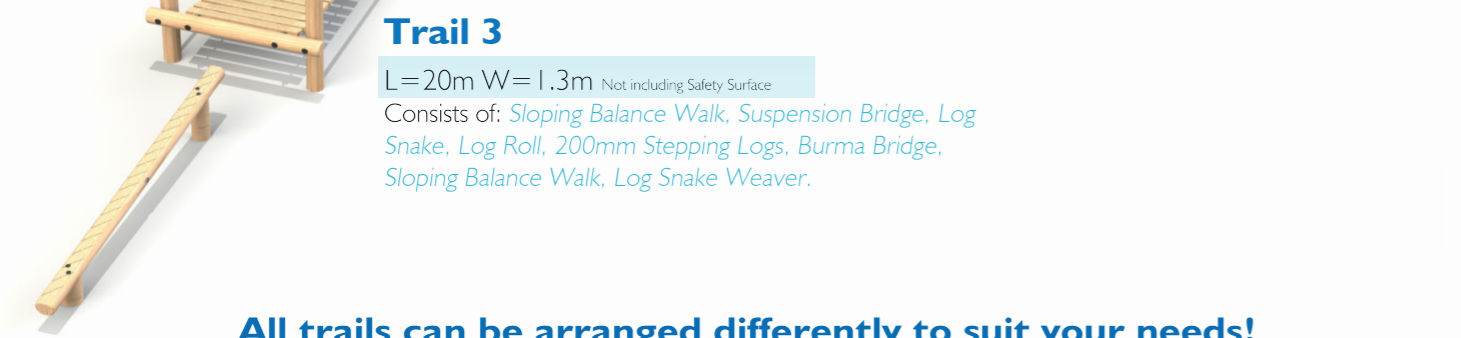 Trail 3
L=20m W=1.3m Not including Safety Surface
Consists of: Sloping Balance Walk, Suspension Bridge, Log
Snake, Log Roll, 200mm Stepping Logs, Burma Bridge,
Sloping Balance Walk, Log Snake Weaver.
All trails can be arranged differently to suit your needs!